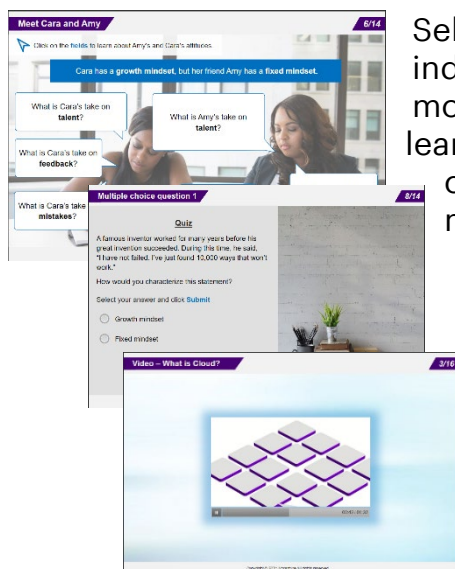 Meet Cara and Amy
6/14
Click on the fields to learn about Amy's and Cara's attitudes.
Cara has a growth mindset, but her friend Amy has a fixed mindset.
What is Cara's take on
talent?
What is Amy's take on
talent?
What is Cara's take on
feedback?
What is Cara's take
mistakes?
Sel
ind
mo
lear
Multiple choice question 1
8/14
Quiz
A famous inventor worked for many years before his
great invention succeeded. During this time, he said,
"I have not failed. I've just found 10,000 ways that won't
work."
How would you characterize this statement?
Select your answer and click Submit
Growth mindset
Fixed mindset
Video – What is Cloud?
3/16